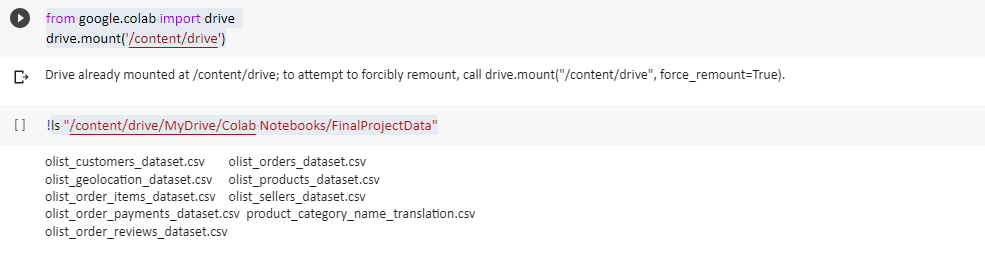 from google.colab import drive
drive.mount('/content/drive')
Drive already mounted at /content/drive; to attempt to forcibly remount, call drive.mount("/content/drive", force_remount=True).
[ ] !ls "/content/drive/MyDrive/Colab Notebooks/FinalProjectData"
olist_customers_dataset.csv olist_orders_dataset.csv
olist_geolocation_dataset.csv olist_products_dataset.csv
olist_order_items_dataset.csv olist_sellers_dataset.csv
olist_order_payments_dataset.csv product_category_name_translation.csv
olist_order_reviews_dataset.csv